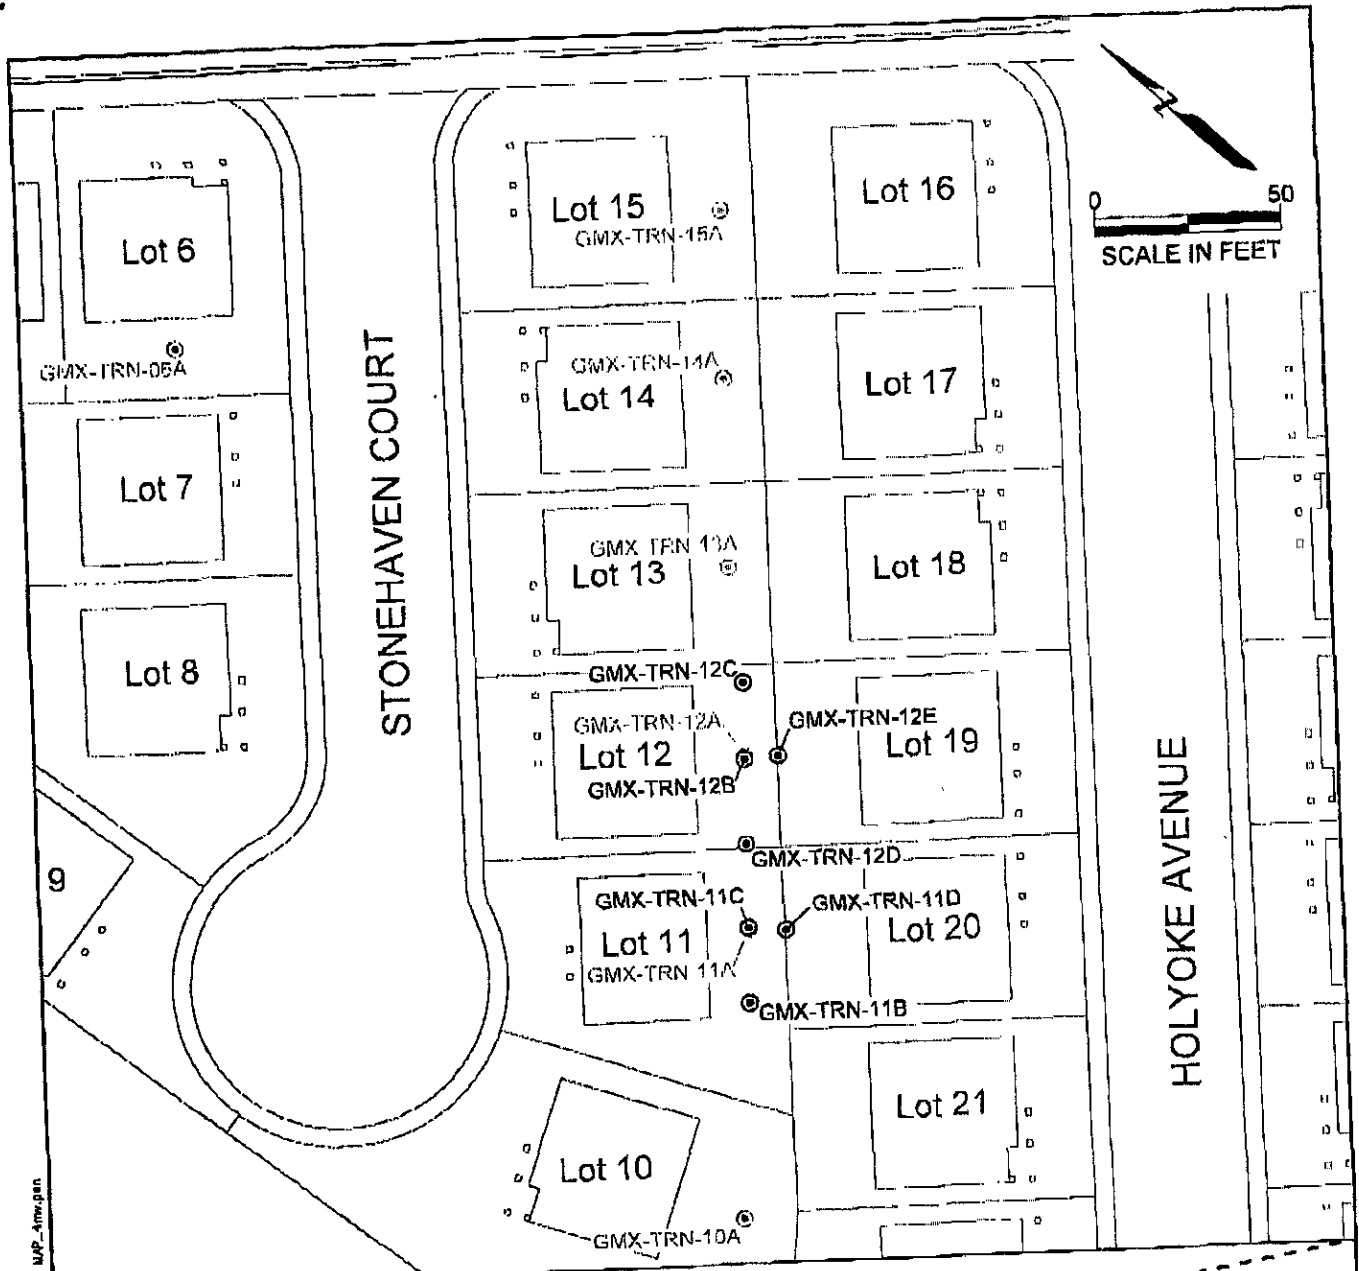 0 50
SCALE IN FEET
Lot 16
Lot 15
GMX-TRN-15A
Lot 6
GMX-TRN-06A
GMX-TRN-14A
Lot 14
Lot 17
STONEHAVEN COURT
Lot 7
GMX TRN 13A
Lot 13
Lot 18
Lot 8
GMX-TRN-12C
GMX-TRN-12A
GMX-TRN-12E
Lot 12
Lot 19
GMX-TRN-12B
GMX-TRN-12D
HOLYOKE AVENUE
9
GMX-TRN-11C
GMX-TRN-11D
Lot 11
Lot 20
GMX-TRN 11A
GMX-TRN-11B
Lot 21
Lot 10
GMX-TRN-10A